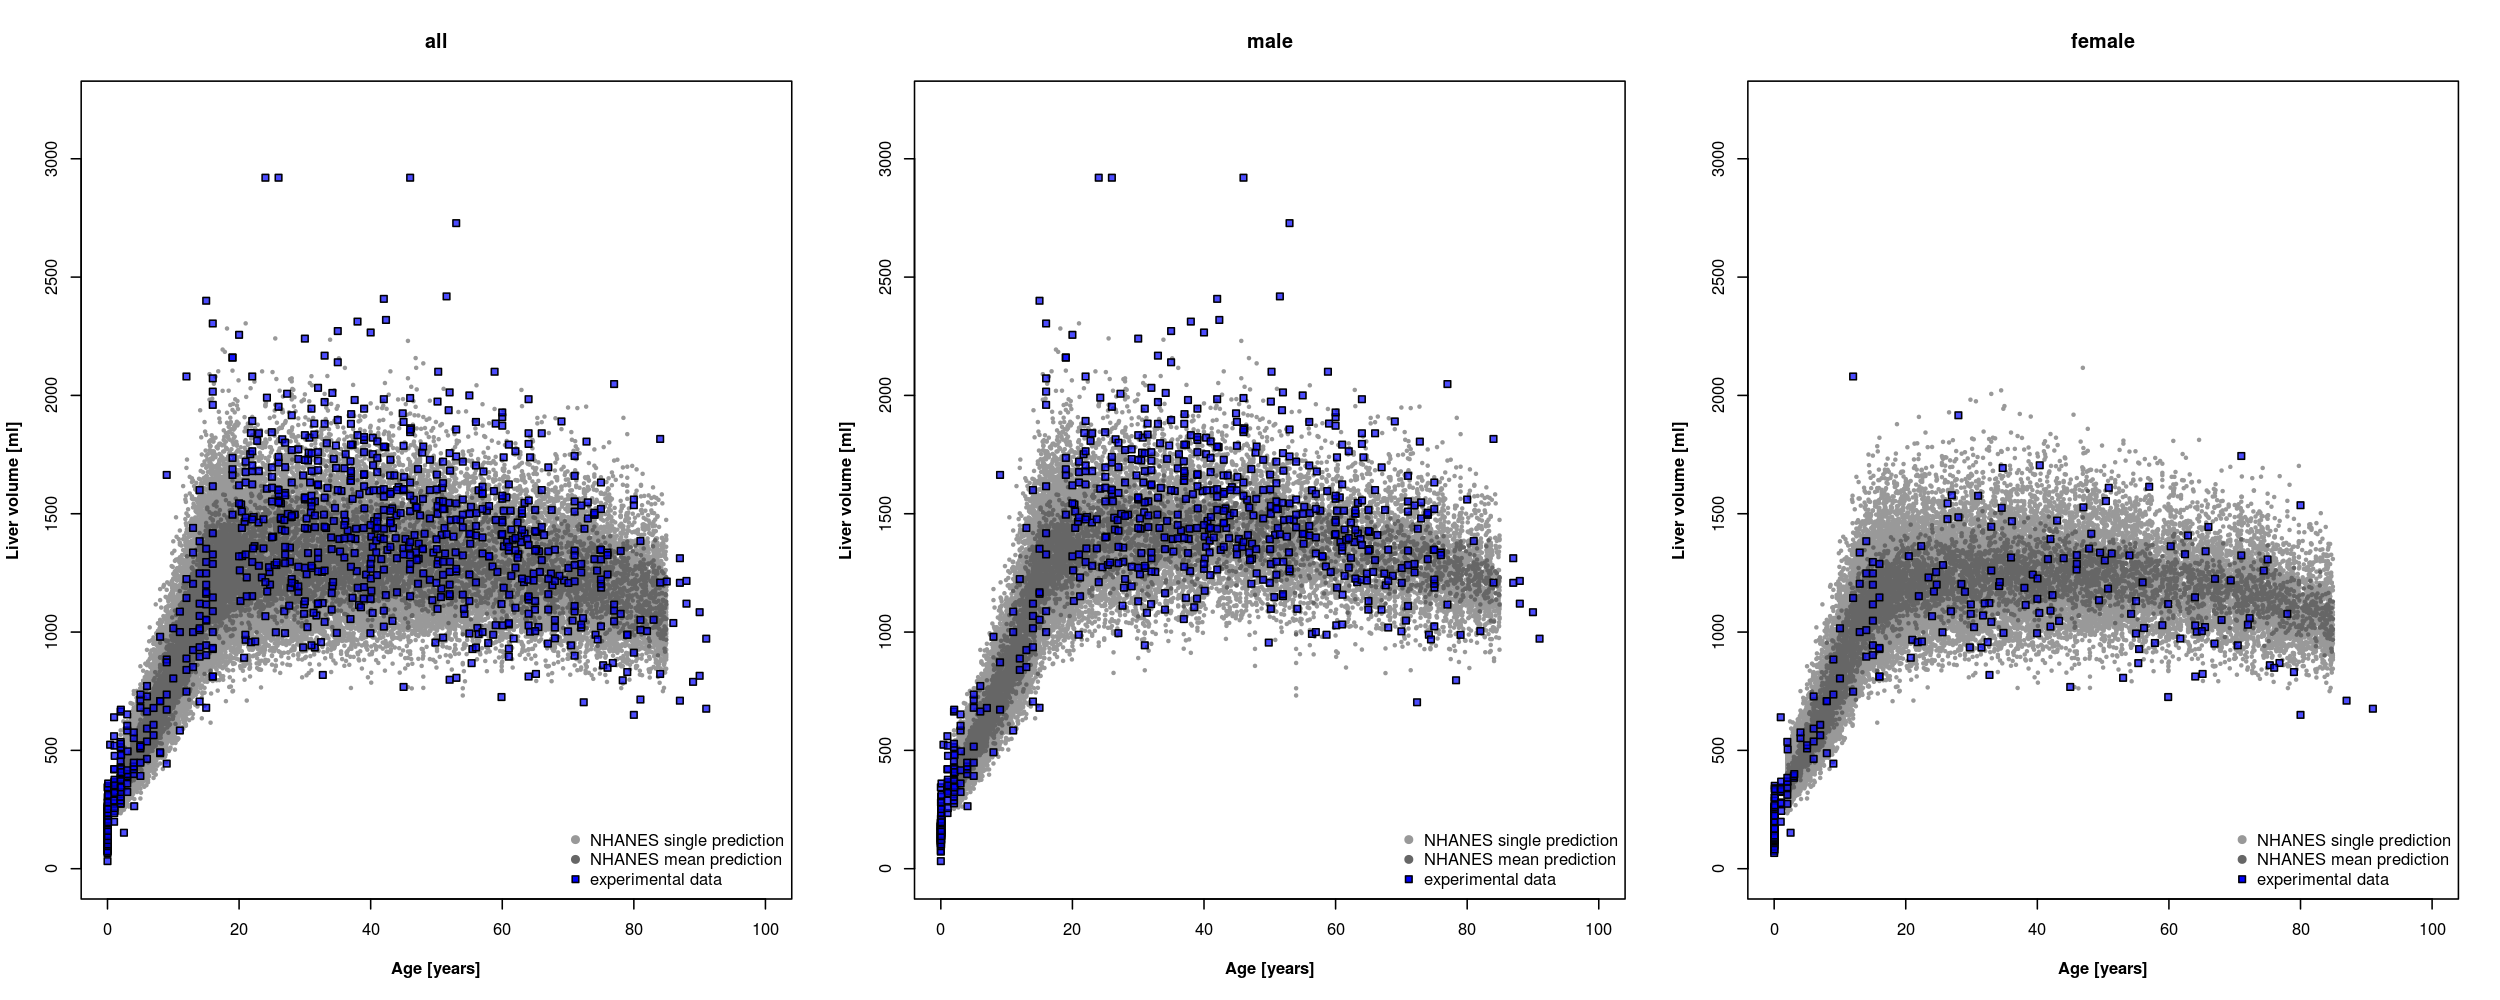 all
Liver volume [ml]
3000
2500
2000
1500
1000
500
0
NHANES single prediction
NHANES mean prediction
experimental data
0 20 40 60 80 100
Age [years]
male
Liver volume [ml]
3000
2500
2000
1500
1000
500
0
NHANES single prediction
NHANES mean prediction
experimental data
0 20 40 60 80 100
Age [years]
female
Liver volume [ml]
3000
2500
2000
1500
1000
500
0
NHANES single prediction
NHANES mean prediction
experimental data
0 20 40 60 80 100
Age [years]